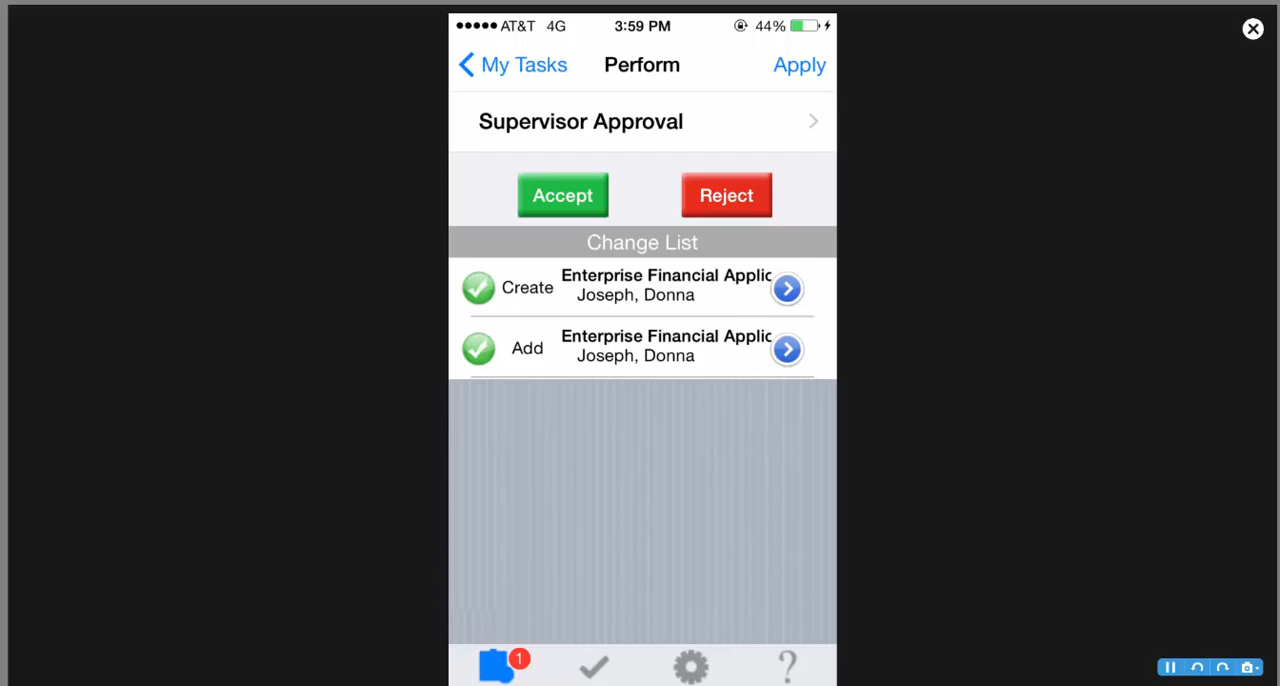 AT&T 4G 3:59 PM 44%
My Tasks Perform Apply
Supervisor Approval
Accept Reject
Change List
Create Enterprise Financial Applic
Joseph, Donna
Add Enterprise Financial Applic
Joseph, Donna
1
?